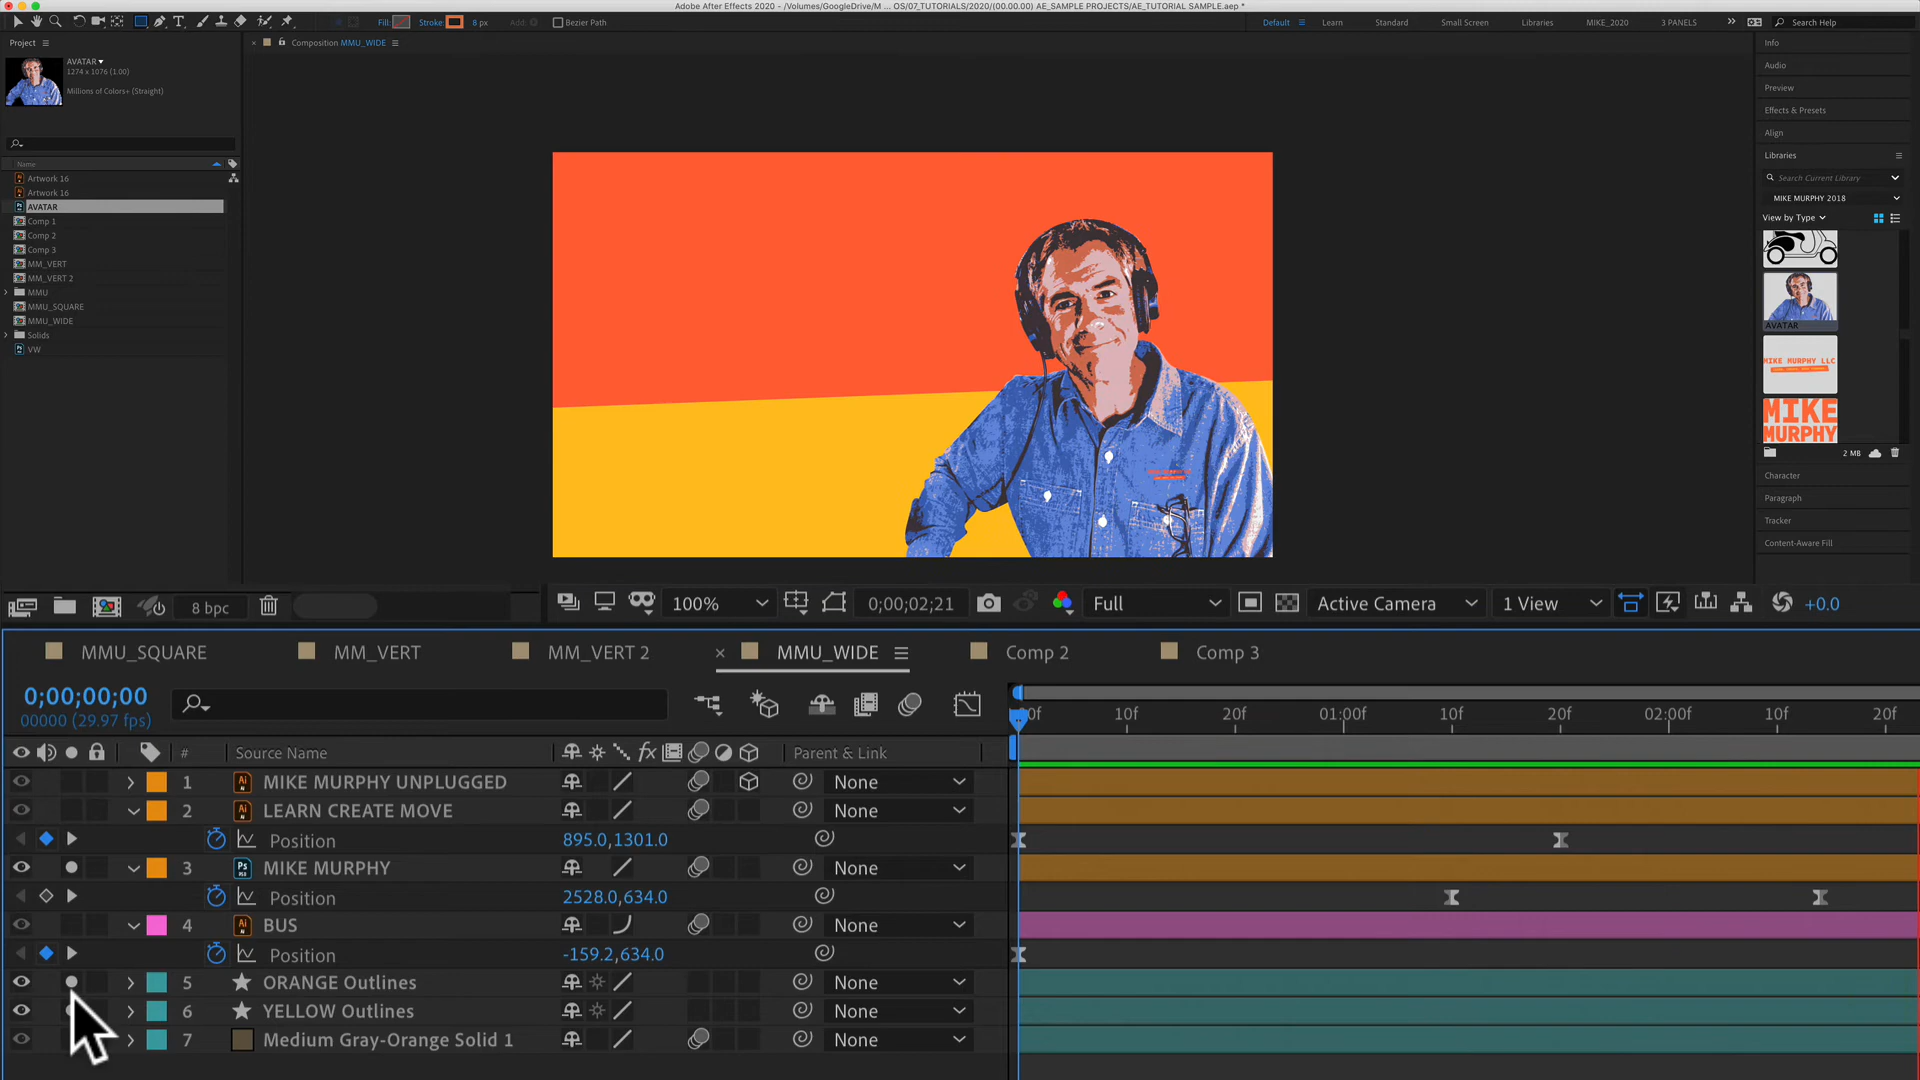 Adobe After Effects 2020 - /Volumes/GoogleDrive/M ... OS/07_TUTORIALS/2020/(00.00.00) AE_SAMPLE PROJECTS/AE_TUTORIAL SAMPLE.aep *
Fill: Stroke: 8 px Add: Bezier Path Default Learn Standard Small Screen Libraries MIKE_2020 3 PANELS Search Help
Project
Composition MMU_WIDE
Info
AVATAR
1274 x 1076 (1.00)
Millions of Colors+ (Straight)
Audio
Preview
Effects & Presets
Align
Libraries
Search Current Library
MIKE MURPHY 2018
View by Type
Name
Artwork 16
Artwork 16
AVATAR
Comp 1
Comp 2
Comp 3
MM_VERT
MM_VERT 2
MMU
MMU_SQUARE
MMU_WIDE
Solids
VW
AVATAR
MIKE MURPHY LLC
MIKE
MURPHY
2 MB
Character
Paragraph
Tracker
Content-Aware Fill
8 bpc
100% 0;00;02;21 Full Active Camera 1 View +0.0
MMU_SQUARE MM_VERT MM_VERT 2 MMU_WIDE Comp 2 Comp 3
0;00;00;00
00000 (29.97 fps)
00f 10f 20f 01:00f 10f 20f 02:00f 10f 20f
# Source Name fx Parent & Link
1 Ai MIKE MURPHY UNPLUGGED None
2 Ai LEARN CREATE MOVE None
Position 895.0,1301.0
3 Ps MIKE MURPHY None
Position 2528.0,634.0
4 Ai BUS None
Position -159.2,634.0
5 ORANGE Outlines None
6 YELLOW Outlines None
7 Medium Gray-Orange Solid 1 None